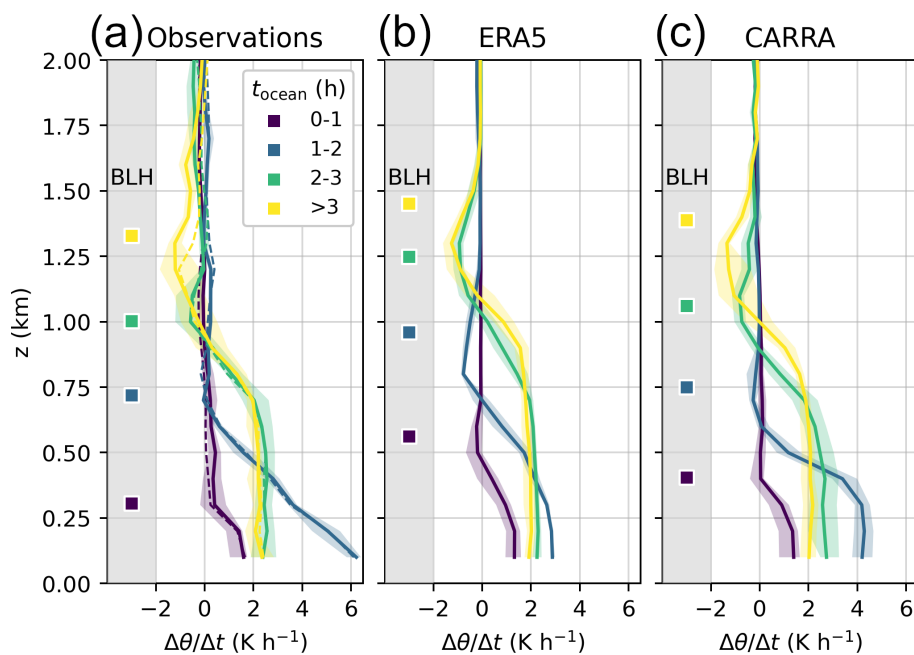 (a) Observations
(b) ERA5
(c) CARRA
2.00
1.75
1.50
1.25
1.00
0.75
0.50
0.25
0.00
z (km)
BLH
t_ocean (h)
0-1
1-2
2-3
>3
BLH
BLH
−2 0 2 4 6
−2 0 2 4 6
−2 0 2 4 6
Δθ/Δt (K h⁻¹)
Δθ/Δt (K h⁻¹)
Δθ/Δt (K h⁻¹)